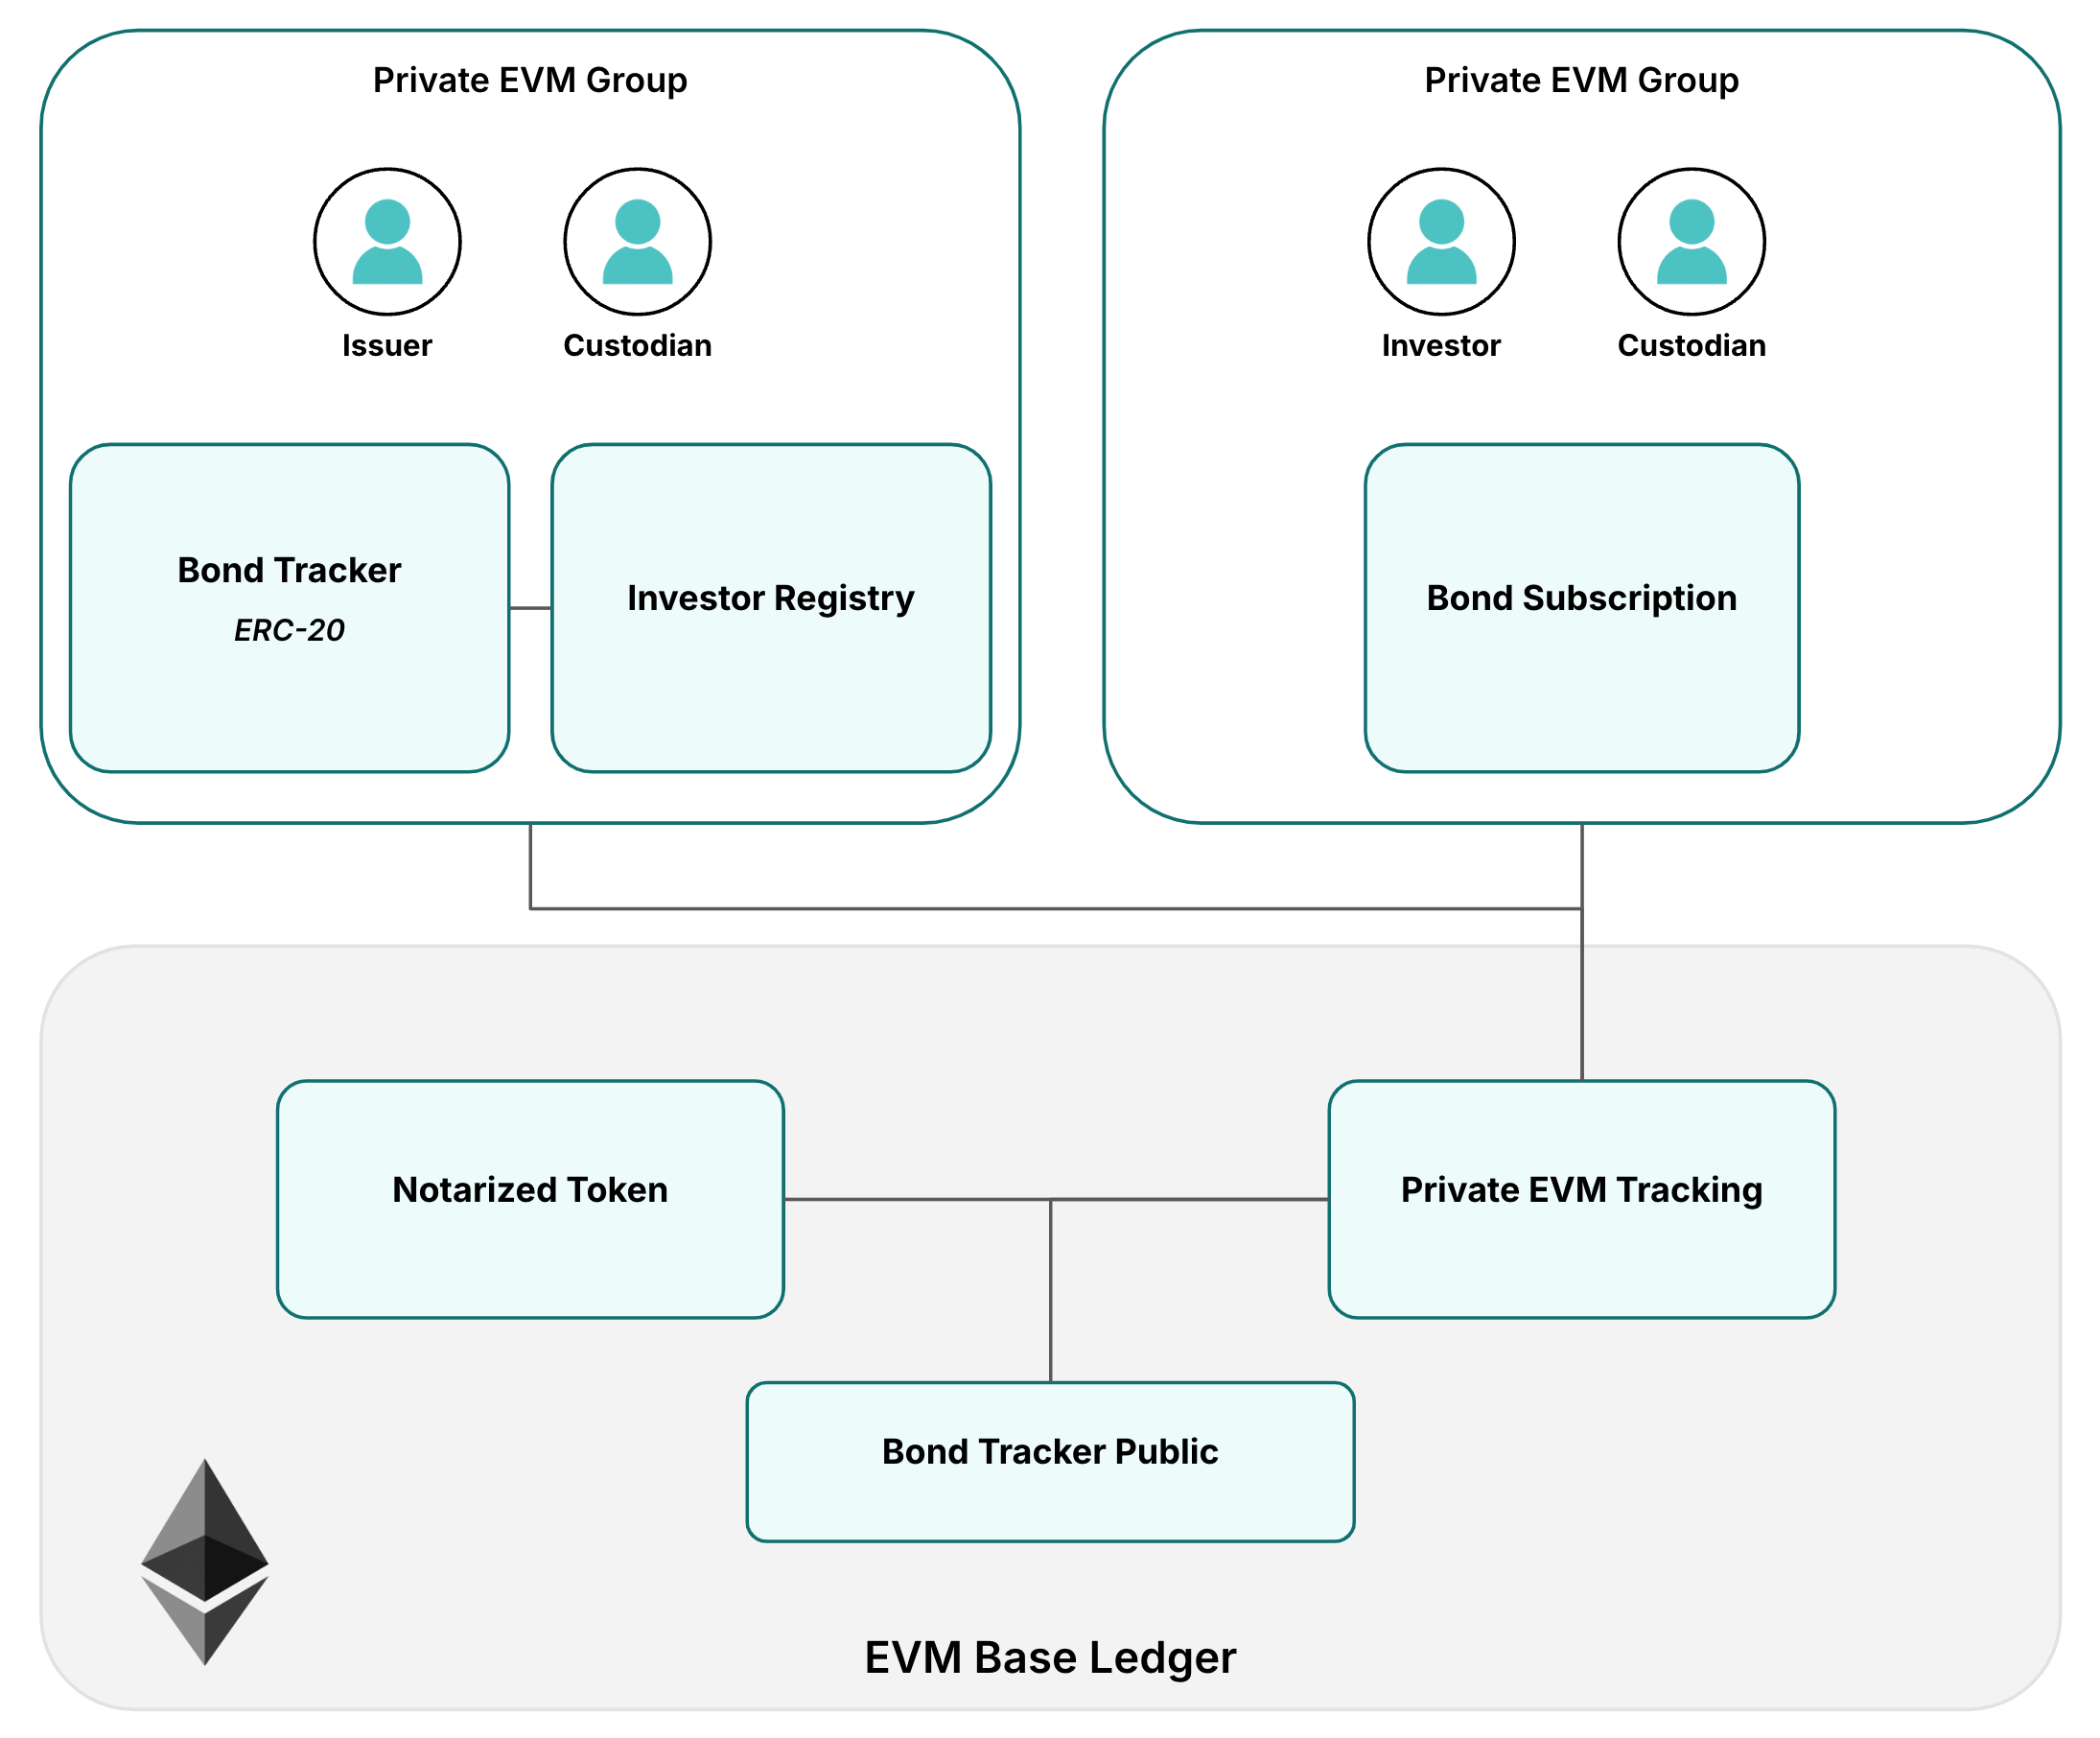 Private EVM Group
Issuer
Custodian
Bond Tracker
ERC-20
Investor Registry
Private EVM Group
Investor
Custodian
Bond Subscription
Notarized Token
Private EVM Tracking
Bond Tracker Public
EVM Base Ledger